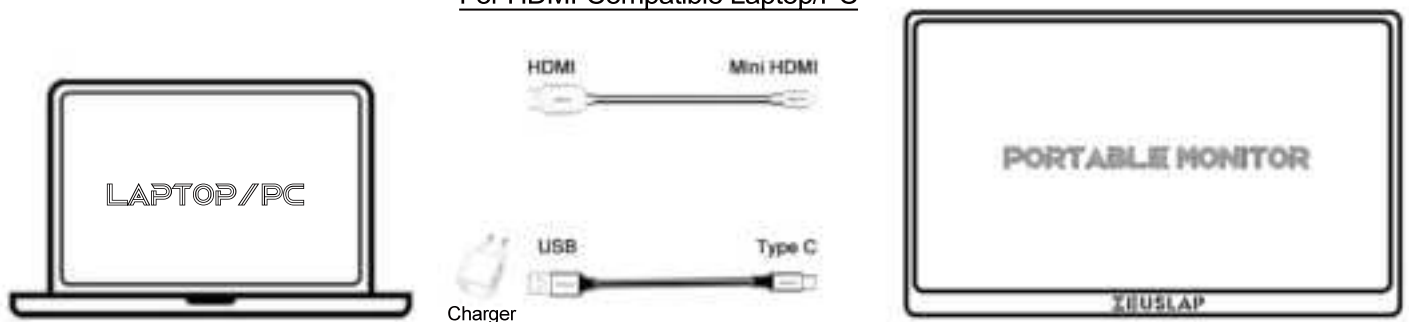 For HDMI-Compatible Laptop/PC
HDMI Mini HDMI
LAPTOP/PC
PORTABLE MONITOR
USB Type C
Charger
ZEUSLAP